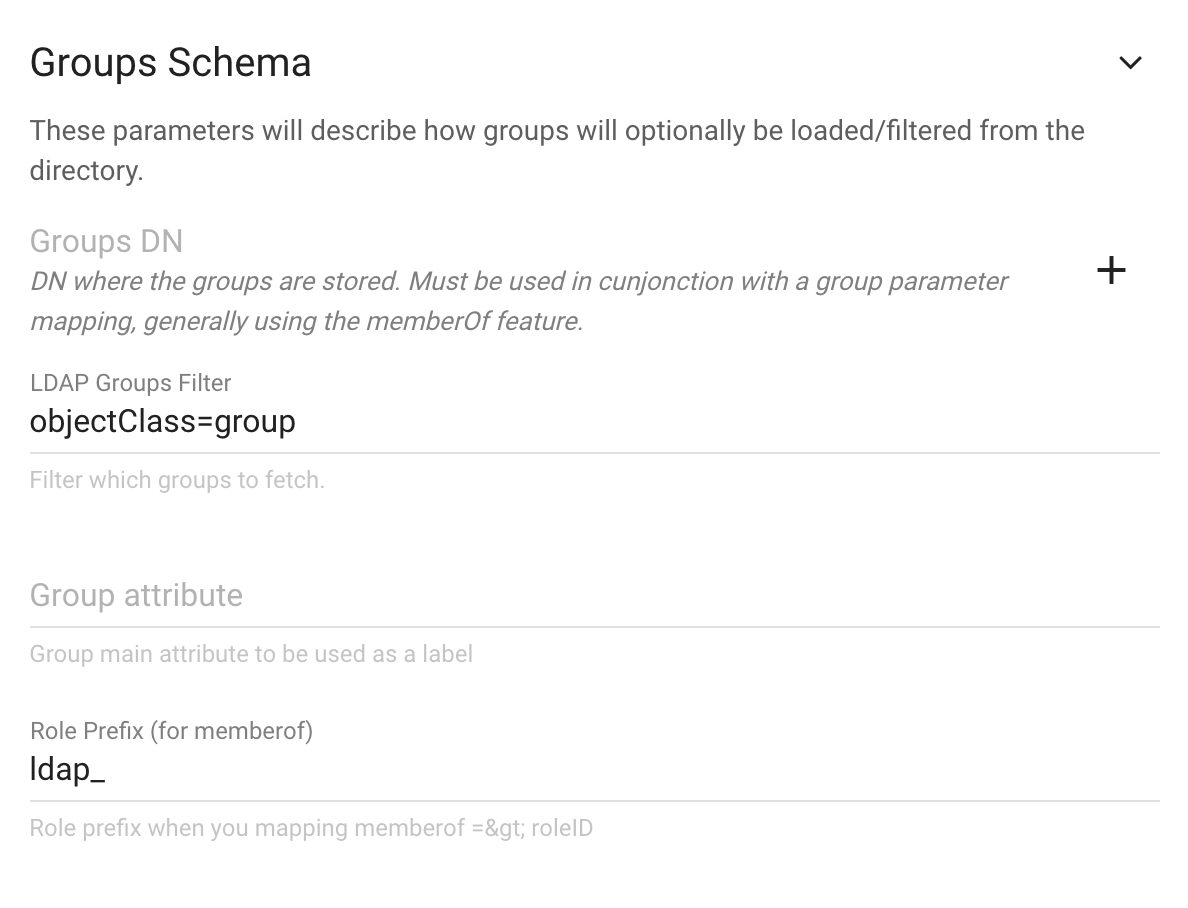 Groups Schema
These parameters will describe how groups will optionally be loaded/filtered from the
directory.
Groups DN
DN where the groups are stored. Must be used in cunjonction with a group parameter
mapping, generally using the memberOf feature.
LDAP Groups Filter
objectClass=group
Filter which groups to fetch.
Group attribute
Group main attribute to be used as a label
Role Prefix (for memberof)
ldap_
Role prefix when you mapping memberof =&gt; roleID